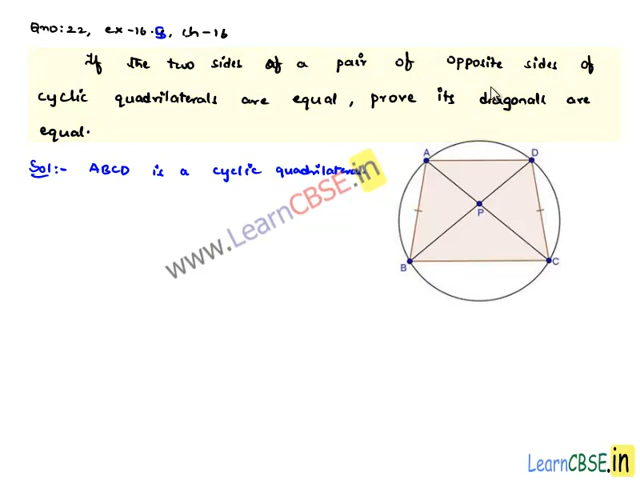 Qno: 22, ex-16.5, ch-16
If the two sides of a pair of opposite sides of
cyclic quadrilaterals are equal, prove its diagonals are
equal.
Sol:- ABCD is a cyclic quadrilateral
A
D
P
B
C
www.LearnCBSE.in
LearnCBSE.in